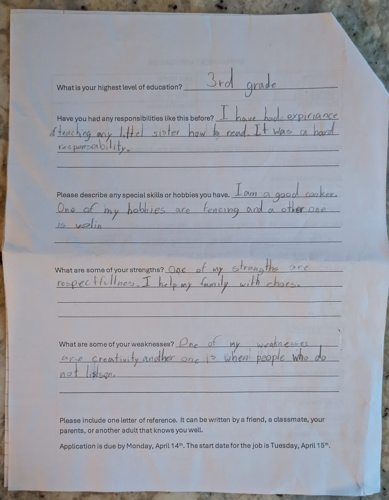 What is your highest level of education? 3rd grade
Have you had any responsibilities like this before? I have had expiriance
teaching my littel sister how to read. It was a hard
responsability.
Please describe any special skills or hobbies you have. I am a good cooker.
One of my hobbies are fencing and a other one
is violin
What are some of your strengths? One of my strengths are
respectfullness. I help my family with chors.
What are some of your weaknesses? One of my weaknesses
are creativity another one is when people who do
not litson.
Please include one letter of reference. It can be written by a friend, a classmate, your
parents, or another adult that knows you well.
Application is due by Monday, April 14th. The start date for the job is Tuesday, April 15th.